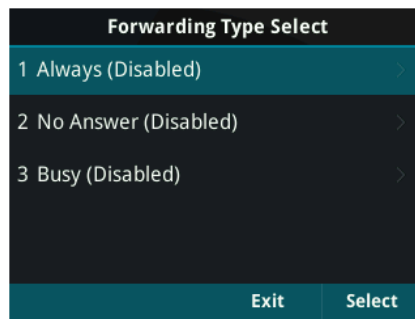 Forwarding Type Select
1 Always (Disabled)
2 No Answer (Disabled)
3 Busy (Disabled)
Exit Select